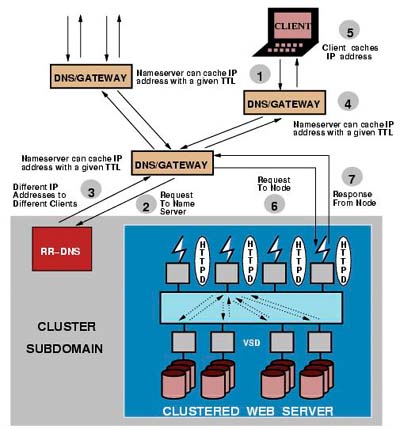 CLIENT
5
Client caches
IP address
DNS/GATEWAY
Nameserver can cache IP
address with a given TTL
1
DNS/GATEWAY
4
Nameserver can cache IP
address with a given TTL
Nameserver can cache IP
address with a given TTL
DNS/GATEWAY
Different IP
Addresses to
Different Clients
3
2
Request
To Name
Server
Request
To Node
6
7
Response
From Node
RR-DNS
HTTPD
HTTPD
HTTPD
HTTPD
CLUSTER
SUBDOMAIN
VSD
CLUSTERED WEB SERVER